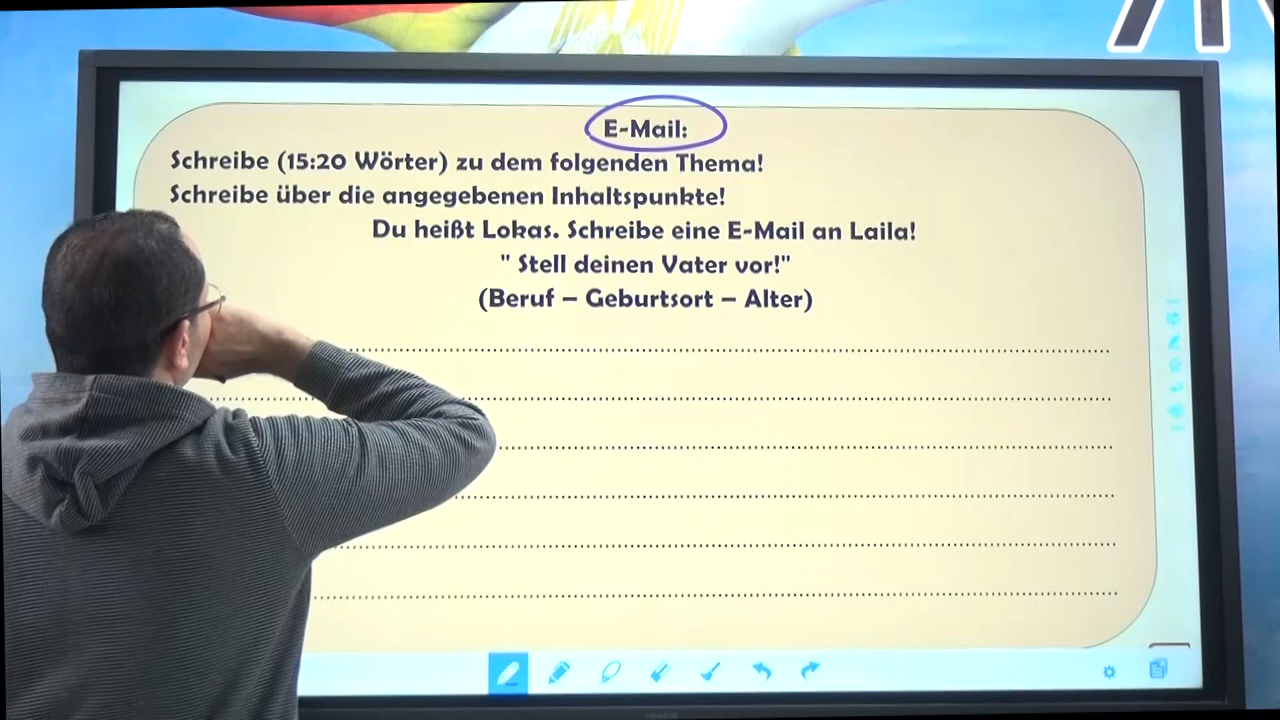 E-Mail:
Schreibe (15:20 Wörter) zu dem folgenden Thema!
Schreibe über die angegebenen Inhaltspunkte!
Du heißt Lokas. Schreibe eine E-Mail an Laila!
" Stell deinen Vater vor!"
(Beruf – Geburtsort – Alter)